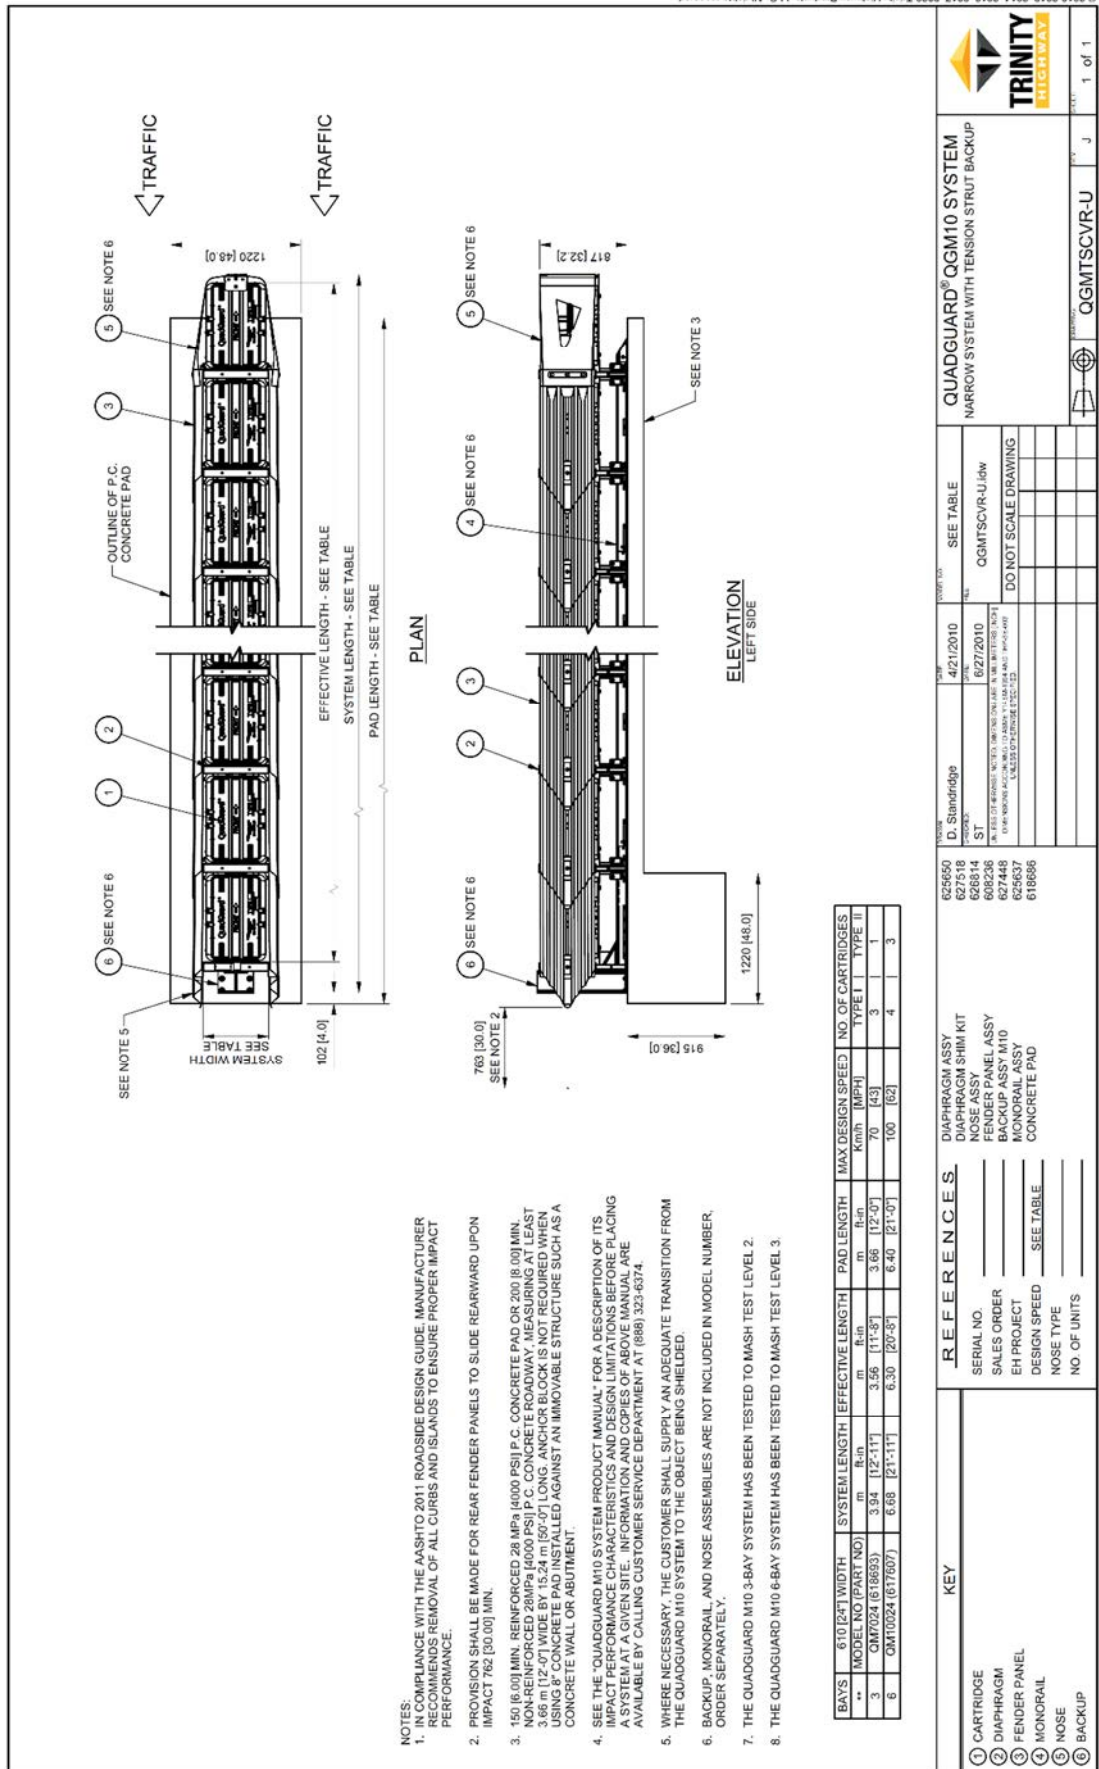 SEE NOTE 5
6 SEE NOTE 6
1
2
OUTLINE OF P.C.
CONCRETE PAD
3
5 SEE NOTE 6
TRAFFIC
TRAFFIC
SYSTEM WIDTH
SEE TABLE
102 [4.0]
1220 [48.0]
EFFECTIVE LENGTH - SEE TABLE
SYSTEM LENGTH - SEE TABLE
PAD LENGTH - SEE TABLE
PLAN
763 [30.0]
SEE NOTE 2
6 SEE NOTE 6
2
3
4 SEE NOTE 6
5 SEE NOTE 6
817 [32.2]
SEE NOTE 3
915 [36.0]
1220 [48.0]
ELEVATION
LEFT SIDE
NOTES:
1. IN COMPLIANCE WITH THE AASHTO 2011 ROADSIDE DESIGN GUIDE, MANUFACTURER
RECOMMENDS REMOVAL OF ALL CURBS AND ISLANDS TO ENSURE PROPER IMPACT
PERFORMANCE.
2. PROVISION SHALL BE MADE FOR REAR FENDER PANELS TO SLIDE REARWARD UPON
IMPACT 762 [30.00] MIN.
3. 150 [6.00] MIN. REINFORCED 28 MPa [4000 PSI] P.C. CONCRETE PAD OR 200 [8.00] MIN.
NON-REINFORCED 28MPa [4000 PSI] P.C. CONCRETE ROADWAY, MEASURING AT LEAST
3.66 m [12'-0"] WIDE BY 15.24 m [50'-0"] LONG. ANCHOR BLOCK IS NOT REQUIRED WHEN
USING 8" CONCRETE PAD INSTALLED AGAINST AN IMMOVABLE STRUCTURE SUCH AS A
CONCRETE WALL OR ABUTMENT.
4. SEE THE "QUADGUARD M10 SYSTEM PRODUCT MANUAL" FOR A DESCRIPTION OF ITS
IMPACT PERFORMANCE CHARACTERISTICS AND DESIGN LIMITATIONS BEFORE PLACING
A SYSTEM AT A GIVEN SITE. INFORMATION AND COPIES OF ABOVE MANUAL ARE
AVAILABLE BY CALLING CUSTOMER SERVICE DEPARTMENT AT (888) 323-6374.
5. WHERE NECESSARY, THE CUSTOMER SHALL SUPPLY AN ADEQUATE TRANSITION FROM
THE QUADGUARD M10 SYSTEM TO THE OBJECT BEING SHIELDED.
6. BACKUP, MONORAIL, AND NOSE ASSEMBLIES ARE NOT INCLUDED IN MODEL NUMBER,
ORDER SEPARATELY.
7. THE QUADGUARD M10 3-BAY SYSTEM HAS BEEN TESTED TO MASH TEST LEVEL 2.
8. THE QUADGUARD M10 6-BAY SYSTEM HAS BEEN TESTED TO MASH TEST LEVEL 3.
BAYS 610 [24"] WIDTH SYSTEM LENGTH EFFECTIVE LENGTH PAD LENGTH MAX DESIGN SPEED NO. OF CARTRIDGES
** MODEL NO (PART NO) m ft-in m ft-in m ft-in Km/h [MPH] TYPE I TYPE II
3 QM7024 (618693) 3.94 [12'-11"] 3.56 [11'-8"] 3.66 [12'-0"] 70 [43] 3 1
6 QM10024 (617607) 6.68 [21'-11"] 6.30 [20'-8"] 6.40 [21'-0"] 100 [62] 4 3
KEY
1 CARTRIDGE
2 DIAPHRAGM
3 FENDER PANEL
4 MONORAIL
5 NOSE
6 BACKUP
REFERENCES
SERIAL NO.
SALES ORDER
EH PROJECT
DESIGN SPEED SEE TABLE
NOSE TYPE
NO. OF UNITS
DIAPHRAGM ASSY 625650
DIAPHRAGM SHIM KIT 627518
NOSE ASSY 626814
FENDER PANEL ASSY 608236
BACKUP ASSY M10 627448
MONORAIL ASSY 625637
CONCRETE PAD 618686
D. Standridge 4/21/2010
ST 6/27/2010
SEE TABLE
QGMTSCVR-U.idw
DO NOT SCALE DRAWING
QUADGUARD® QGM10 SYSTEM
NARROW SYSTEM WITH TENSION STRUT BACKUP
QGMTSCVR-U J 1 of 1
TRINITY
HIGHWAY